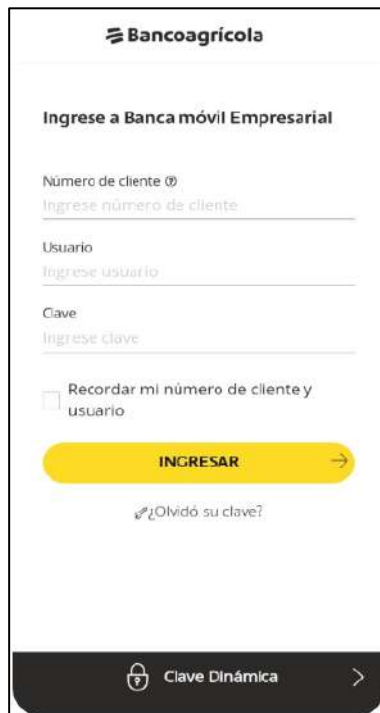 Bancoagrícola
Ingrese a Banca móvil Empresarial
Número de cliente
Ingrese número de cliente
Usuario
Ingrese usuario
Clave
Ingrese clave
Recordar mi número de cliente y
usuario
INGRESAR
¿Olvidó su clave?
Clave Dinámica